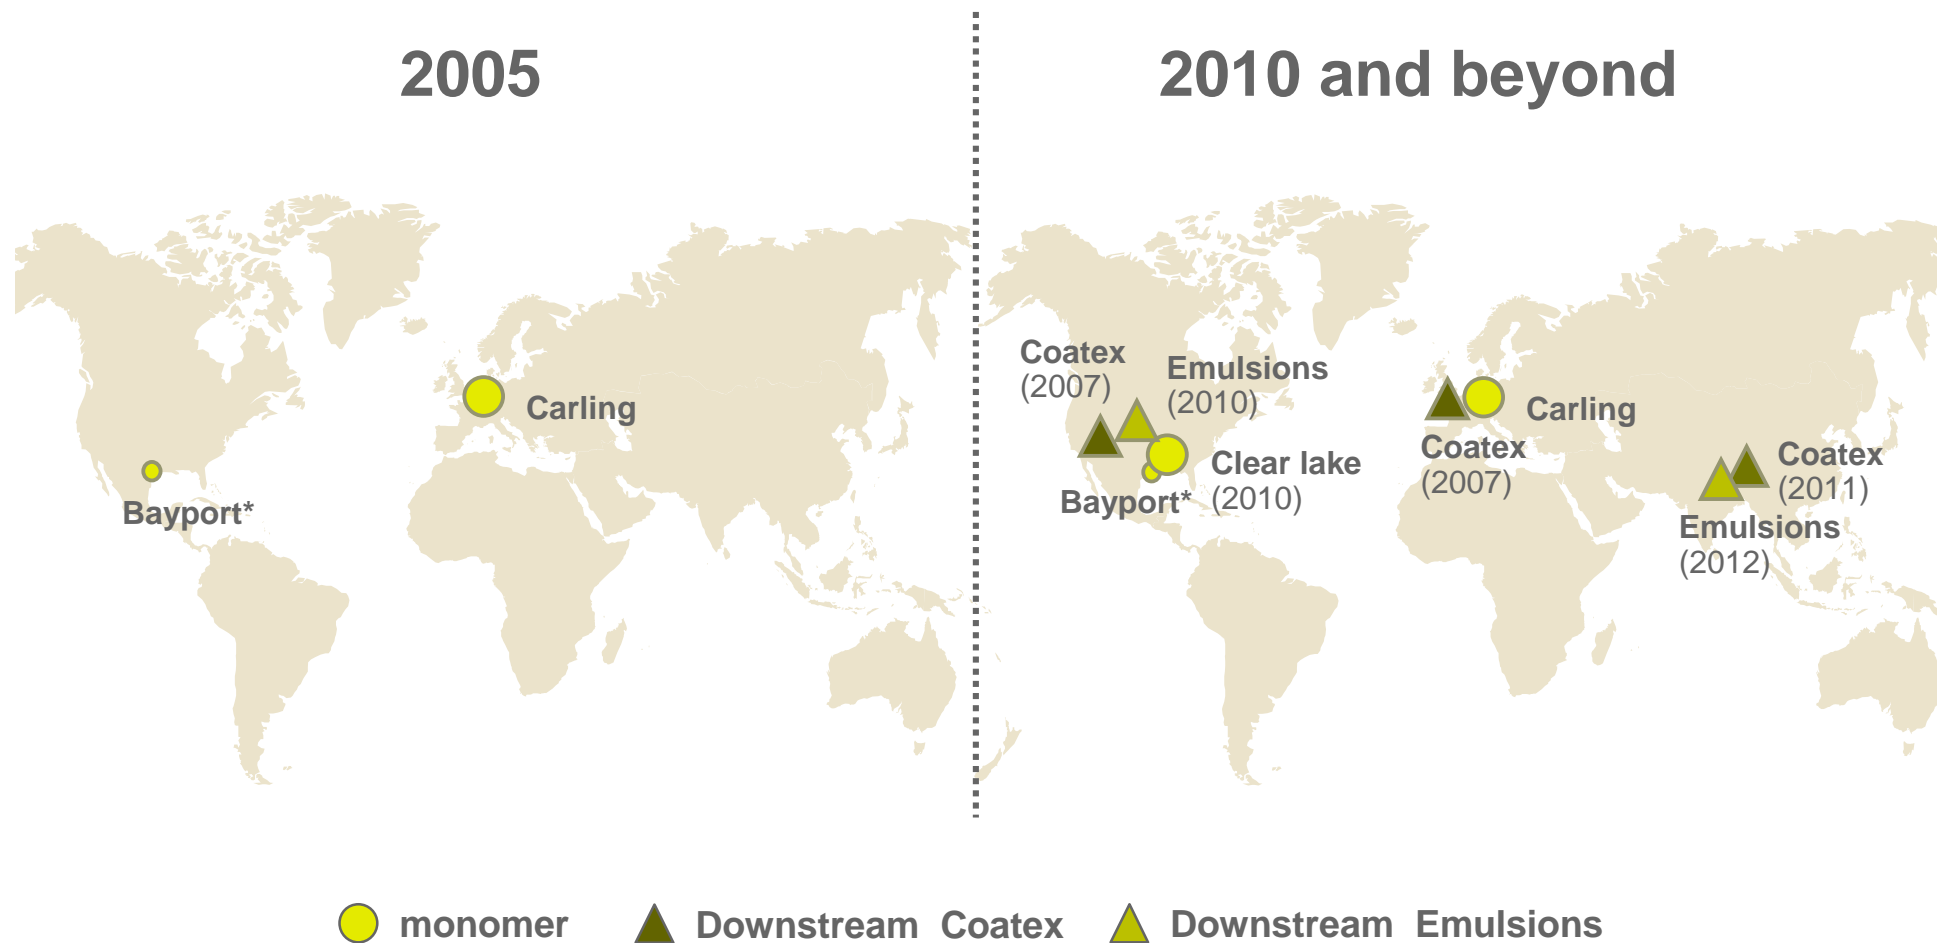 2005
2010 and beyond
Carling
Bayport*
Coatex
(2007)
Emulsions
(2010)
Clear lake
(2010)
Bayport*
Carling
Coatex
(2007)
Coatex
(2011)
Emulsions
(2012)
monomer
Downstream Coatex
Downstream Emulsions